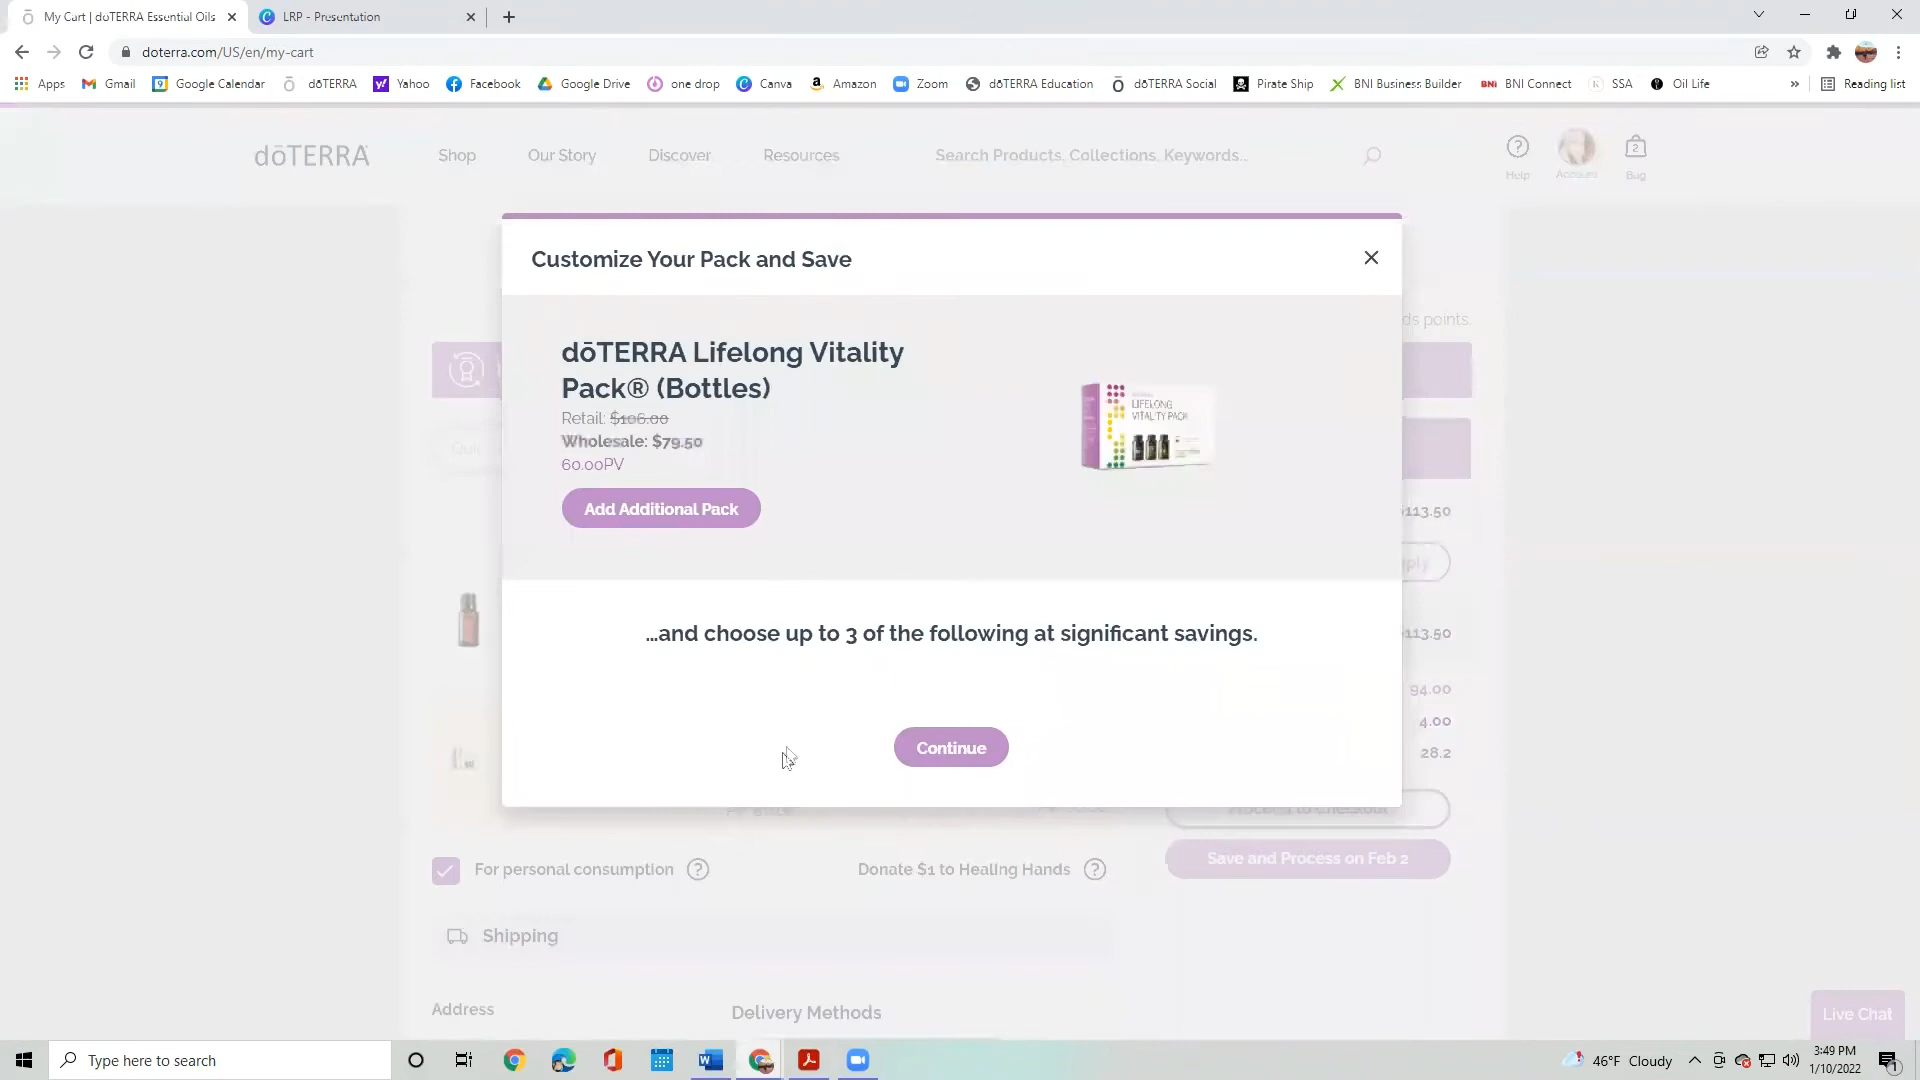 My Cart | doTERRA Essential Oils
LRP - Presentation
doterra.com/US/en/my-cart
Apps
Gmail
Google Calendar
dōTERRA
Yahoo
Facebook
Google Drive
one drop
Canva
Amazon
Zoom
dōTERRA Education
dōTERRA Social
Pirate Ship
BNI Business Builder
BNI Connect
SSA
Oil Life
Reading list
dōTERRA
Shop
Our Story
Discover
Resources
Search Products, Collections, Keywords...
Help
Account
2
Bag
Customize Your Pack and Save
dōTERRA Lifelong Vitality
Pack® (Bottles)
Retail: $106.00
Wholesale: $79.50
60.00PV
Add Additional Pack
LIFELONG
VITALITY PACK
ds points.
$113.50
...and choose up to 3 of the following at significant savings.
$113.50
94.00
4.00
28.2
Continue
Proceed to Checkout
Save and Process on Feb 2
For personal consumption
Donate $1 to Healing Hands
Shipping
Address
Delivery Methods
Live Chat
Type here to search
46°F Cloudy
3:49 PM
1/10/2022